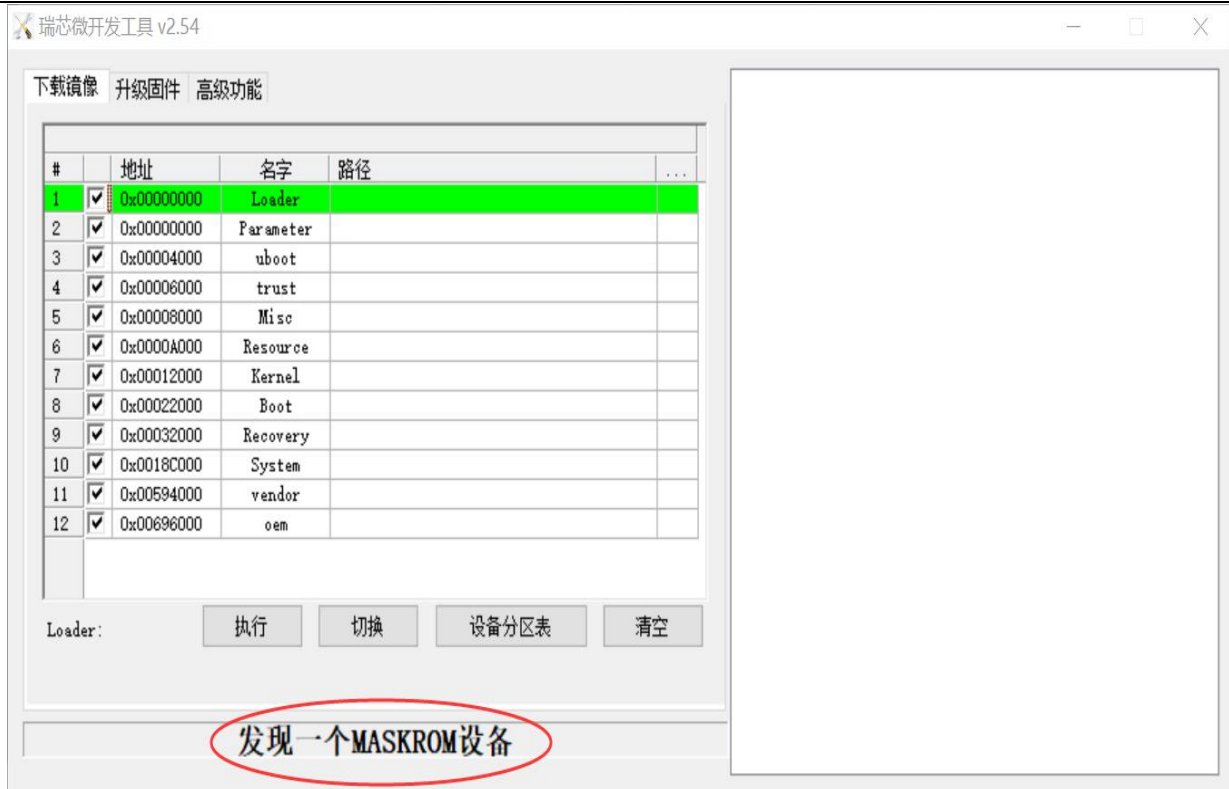 瑞芯微开发工具 v2.54
下载镜像 升级固件 高级功能
# 地址 名字 路径 ...
1 0x00000000 Loader
2 0x00000000 Parameter
3 0x00004000 uboot
4 0x00006000 trust
5 0x00008000 Misc
6 0x0000A000 Resource
7 0x00012000 Kernel
8 0x00022000 Boot
9 0x00032000 Recovery
10 0x0018C000 System
11 0x00594000 vendor
12 0x00696000 oem
Loader: 执行 切换 设备分区表 清空
发现一个MASKROM设备